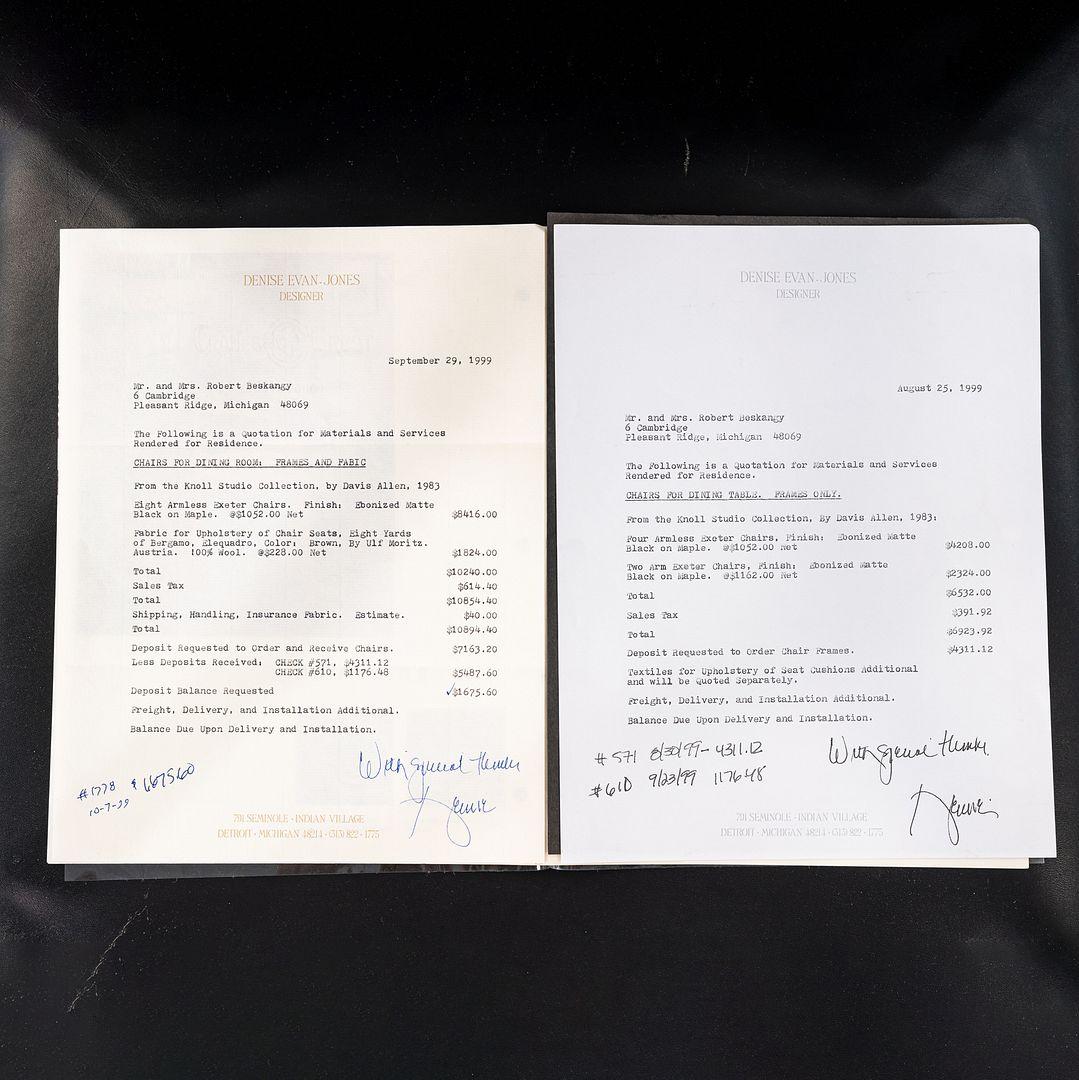 DENISE EVAN-JONES
DESIGNER
September 29, 1999
Mr. and Mrs. Robert Beskangy
6 Cambridge
Pleasant Ridge, Michigan 48069
The Following is a Quotation for Materials and Services
Rendered for Residence.
CHAIRS FOR DINING ROOM: FRAMES AND FABIC
From the Knoll Studio Collection, by Davis Allen, 1983
Eight Armless Exeter Chairs. Finish: Ebonized Matte
Black on Maple. @$1052.00 Net $8416.00
Fabric for Upholstery of Chair Seats, Eight Yards
of Bergamo, Elequadro, Color: Brown, By Ulf Moritz.
Austria. 100% Wool. @$228.00 Net $1824.00
Total $10240.00
Sales Tax $614.40
Total $10854.40
Shipping, Handling, Insurance Fabric. Estimate. $40.00
Total $10894.40
Deposit Requested to Order and Receive Chairs. $7163.20
Less Deposits Received: CHECK #571, $4311.12
CHECK #610, $1176.48 $5487.60
Deposit Balance Requested $1675.60
Freight, Delivery, and Installation Additional.
Balance Due Upon Delivery and Installation.
With Special Thanks
Denise
#1778 $1675.60
10-7-99
791 SEMINOLE · INDIAN VILLAGE
DETROIT · MICHIGAN 48214 · (313) 822 · 1775
DENISE EVAN-JONES
DESIGNER
August 25, 1999
Mr. and Mrs. Robert Beskangy
6 Cambridge
Pleasant Ridge, Michigan 48069
The Following is a Quotation for Materials and Services
Rendered for Residence.
CHAIRS FOR DINING TABLE. FRAMES ONLY.
From the Knoll Studio Collection, By Davis Allen, 1983:
Four Armless Exeter Chairs, Finish: Ebonized Matte
Black on Maple. @$1052.00 Net $4208.00
Two Arm Exeter Chairs, Finish: Ebonized Matte
Black on Maple. @$1162.00 Net $2324.00
Total $6532.00
Sales Tax $391.92
Total $6923.92
Deposit Requested to Order Chair Frames. $4311.12
Textiles for Upholstery of Seat Cushions Additional
and will be Quoted Separately.
Freight, Delivery, and Installation Additional.
Balance Due Upon Delivery and Installation.
# 571 8/30/99- 4311.12
#610 9/23/99 1176.48
With Special Thanks.
Denise
791 SEMINOLE · INDIAN VILLAGE
DETROIT · MICHIGAN 48214 · (313) 822 · 1775